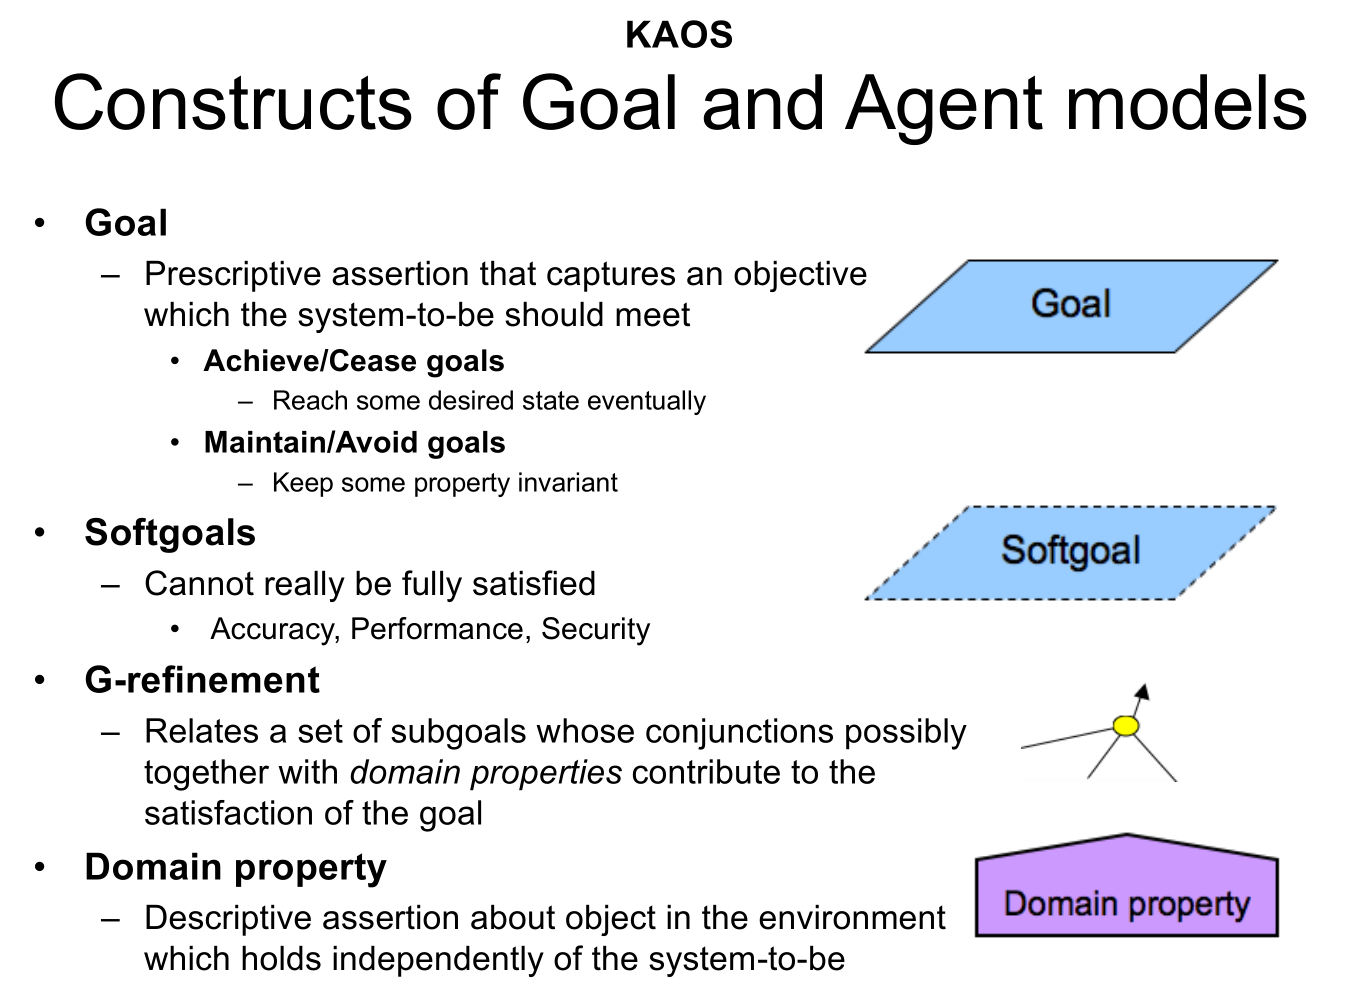 KAOS
Constructs of Goal and Agent models
• Goal
– Prescriptive assertion that captures an objective
which the system-to-be should meet
Goal
• Achieve/Cease goals
– Reach some desired state eventually
• Maintain/Avoid goals
– Keep some property invariant
• Softgoals
Softgoal
– Cannot really be fully satisfied
• Accuracy, Performance, Security
• G-refinement
– Relates a set of subgoals whose conjunctions possibly
together with domain properties contribute to the
satisfaction of the goal
• Domain property
Domain property
– Descriptive assertion about object in the environment
which holds independently of the system-to-be